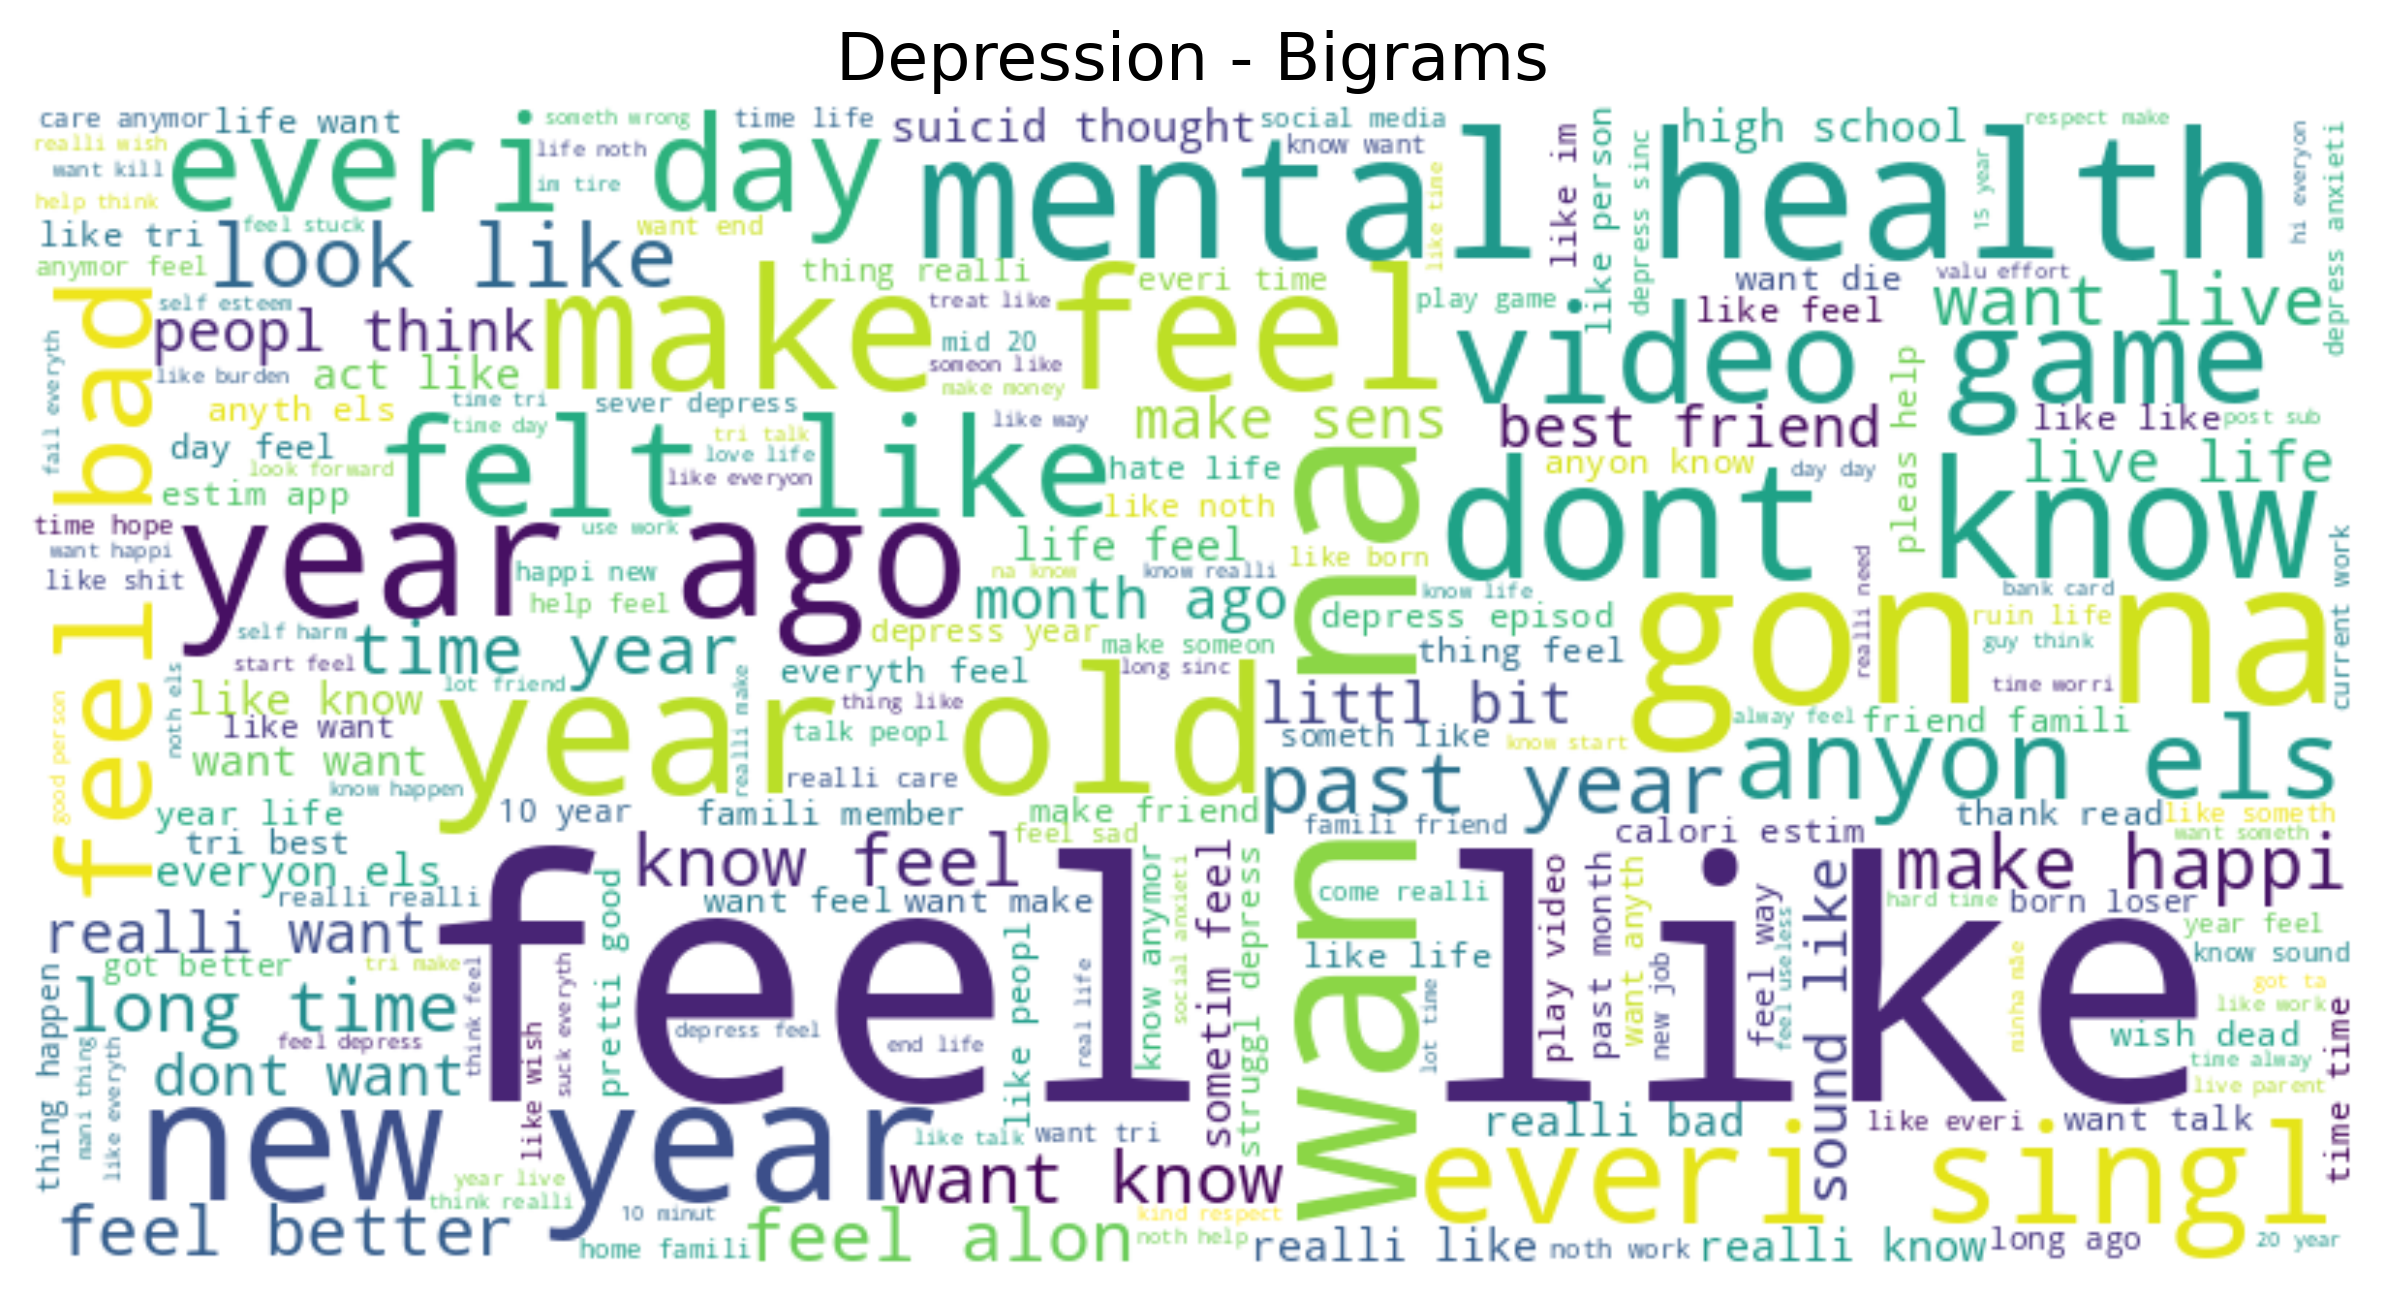 Depression - Bigrams
care anymor
life want
someth wrong
time life
suicid thought
social media
high school
respect make
realli wish
everi day
life noth
know want
mental health
like im
like person
depress sinc
15 year
hi everyon
depress anxieti
want kill
im tire
help think
like time
like tri
feel stuck
look like
want end
anymor feel
thing realli
everi time
want die
valu effort
self esteem
make feel
treat like
play game
like feel
want live
feel bad
peopl think
mid 20
video game
fail everyth
like burden
act like
someon like
make money
pleas help
anyth els
time tri
sever depress
make sens
best friend
like like
post sub
day feel
time day
felt like
tri talk
like way
love life
hate life
anyon know
day day
live life
look forward
like everyon
estim app
like noth
dont know
time hope
year ago
use work
want happi
life feel
like born
like shit
happi new
na know
know realli
realli need
current work
help feel
month ago
know life
bank card
depress episod
gon na
ruin life
self harm
time year
depress year
make someon
thing feel
guy think
start feel
everyth feel
long sinc
noth els
lot friend
realli make
time worri
good person
like know
year old
thing like
littl bit
alway feel
friend famili
like want
talk peopl
someth like
know start
anyon els
want want
realli care
past year
know happen
year life
10 year
famili member
make friend
famili friend
thank read
like someth
tri best
know feel
feel sad
calori estim
want someth
everyon els
wan na
make happi
realli realli
pretti good
want feel
want make
know anymor
social anxieti
sometim feel
struggl depress
come realli
play video
past month
want anyth
feel way
sound like
hard time
born loser
realli want
feel like
year feel
got better
tri make
like peopl
like life
new job
feel useless
minha mãe
know sound
thing happen
long time
think feel
suck everyth
real life
lot time
got ta
like work
depress feel
feel depress
like wish
end life
wish dead
time time
mani thing
like everyth
dont want
time alway
live parent
new year
like talk
want tri
realli bad
like everi
want talk
year live
want know
everi singl
think realli
feel better
10 minut
kind respect
home famili
feel alon
noth help
realli like
noth work
realli know
long ago
20 year